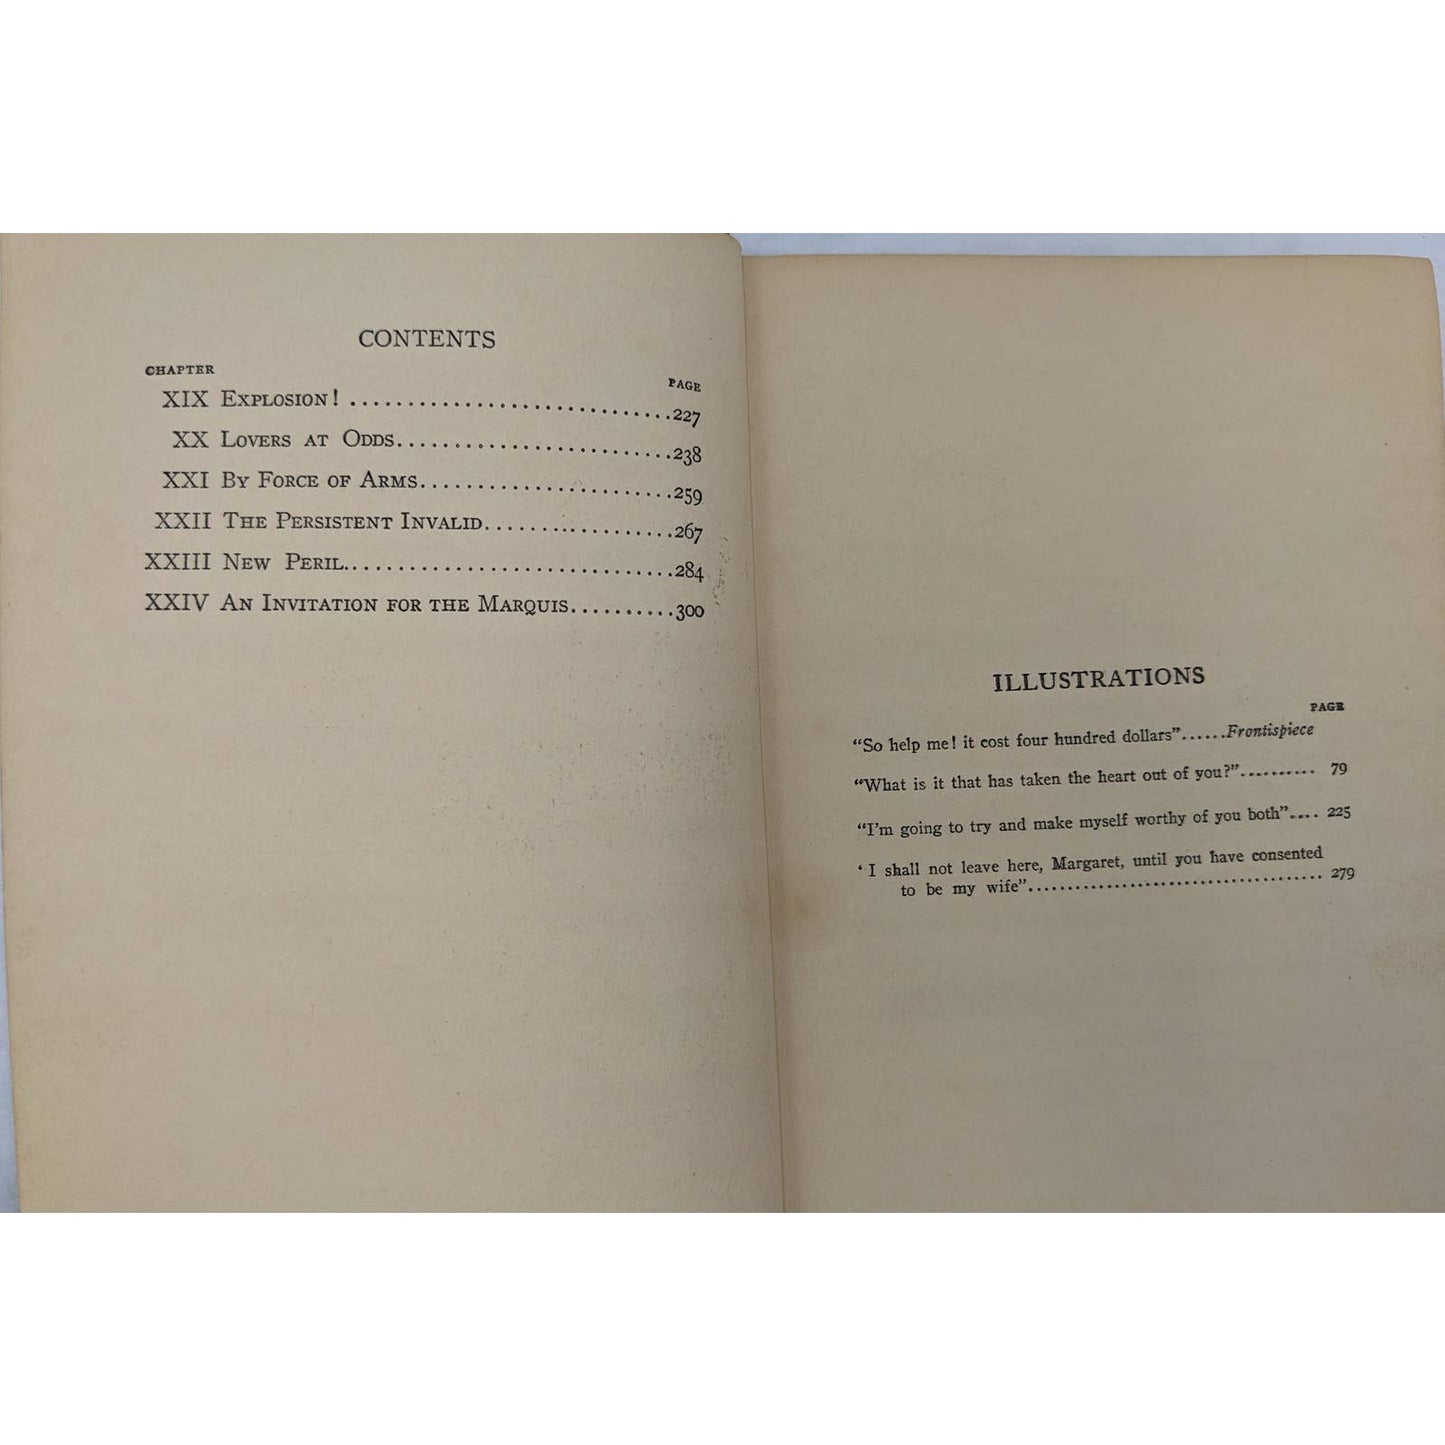 CONTENTS
CHAPTER PAGE
XIX EXPLOSION! ..............................227
XX LOVERS AT ODDS..........................238
XXI BY FORCE OF ARMS........................259
XXII THE PERSISTENT INVALID..................267
XXIII NEW PERIL...............................284
XXIV AN INVITATION FOR THE MARQUIS..........300
ILLUSTRATIONS
PAGE
“So help me! it cost four hundred dollars”......Frontispiece
“What is it that has taken the heart out of you?”.......... 79
“I’m going to try and make myself worthy of you both”.... 225
‘I shall not leave here, Margaret, until you have consented
to be my wife”...................................... 279